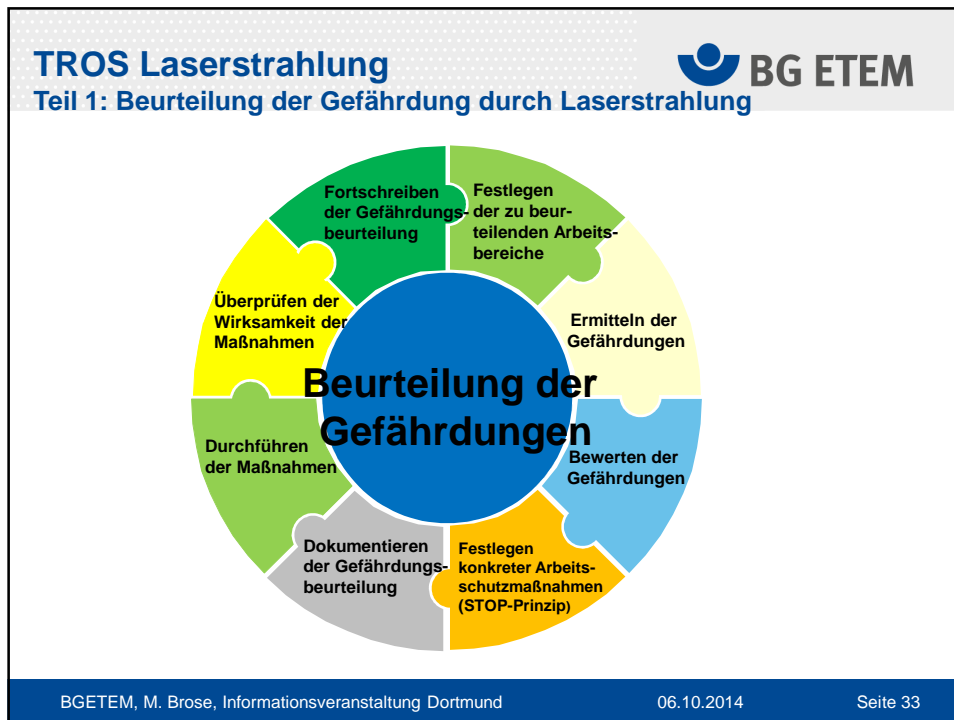 TROS Laserstrahlung
BG ETEM
Teil 1: Beurteilung der Gefährdung durch Laserstrahlung
Fortschreiben
der Gefährdungs-
beurteilung
Festlegen
der zu beur-
teilenden Arbeits-
bereiche
Ermitteln der
Gefährdungen
Bewerten der
Gefährdungen
Festlegen
konkreter Arbeits-
schutzmaßnahmen
(STOP-Prinzip)
Dokumentieren
der Gefährdungs-
beurteilung
Durchführen
der Maßnahmen
Überprüfen der
Wirksamkeit der
Maßnahmen
Beurteilung der
Gefährdungen
BGETEM, M. Brose, Informationsveranstaltung Dortmund 06.10.2014 Seite 33